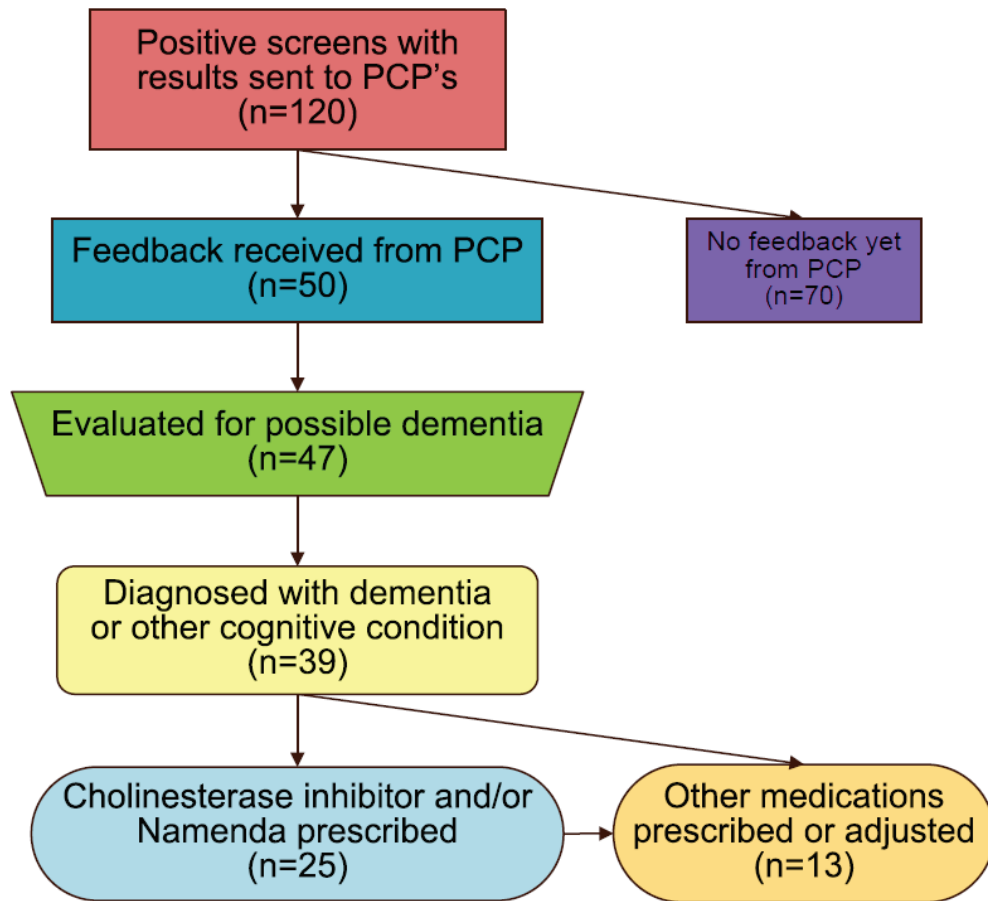 Positive screens with
results sent to PCP's
(n=120)
Feedback received from PCP
(n=50)
No feedback yet
from PCP
(n=70)
Evaluated for possible dementia
(n=47)
Diagnosed with dementia
or other cognitive condition
(n=39)
Cholinesterase inhibitor and/or
Namenda prescribed
(n=25)
Other medications
prescribed or adjusted
(n=13)